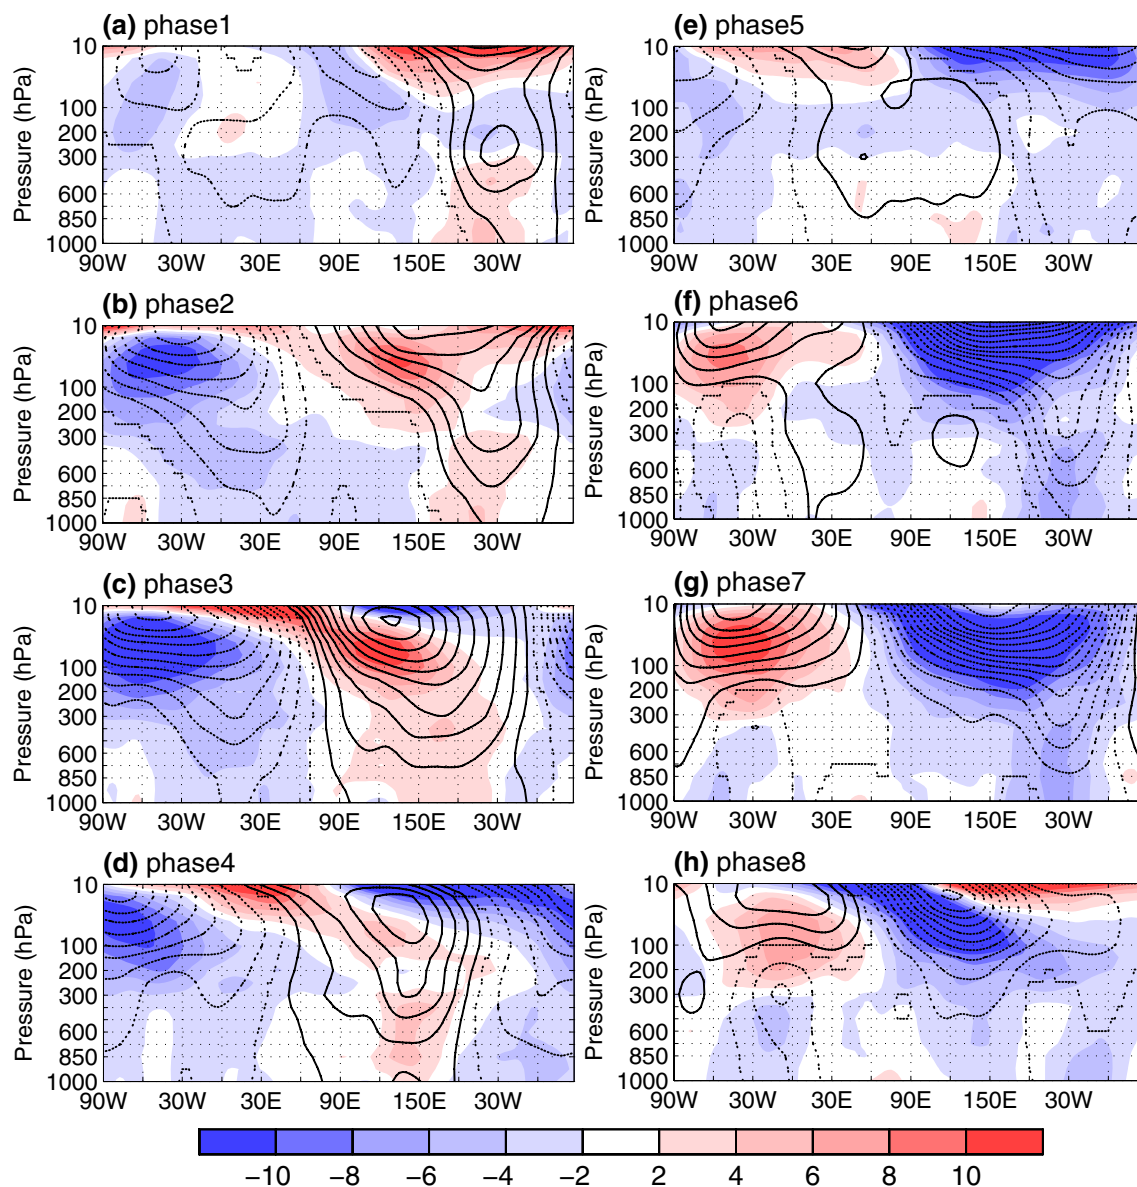 (a) phase1
Pressure (hPa)
10
100
200
300
600
850
1000
90W 30W 30E 90E 150E 30W
(e) phase5
Pressure (hPa)
10
100
200
300
600
850
1000
90W 30W 30E 90E 150E 30W
(b) phase2
Pressure (hPa)
10
100
200
300
600
850
1000
90W 30W 30E 90E 150E 30W
(f) phase6
Pressure (hPa)
10
100
200
300
600
850
1000
90W 30W 30E 90E 150E 30W
(c) phase3
Pressure (hPa)
10
100
200
300
600
850
1000
90W 30W 30E 90E 150E 30W
(g) phase7
Pressure (hPa)
10
100
200
300
600
850
1000
90W 30W 30E 90E 150E 30W
(d) phase4
Pressure (hPa)
10
100
200
300
600
850
1000
90W 30W 30E 90E 150E 30W
(h) phase8
Pressure (hPa)
10
100
200
300
600
850
1000
90W 30W 30E 90E 150E 30W
−10 −8 −6 −4 −2 2 4 6 8 10